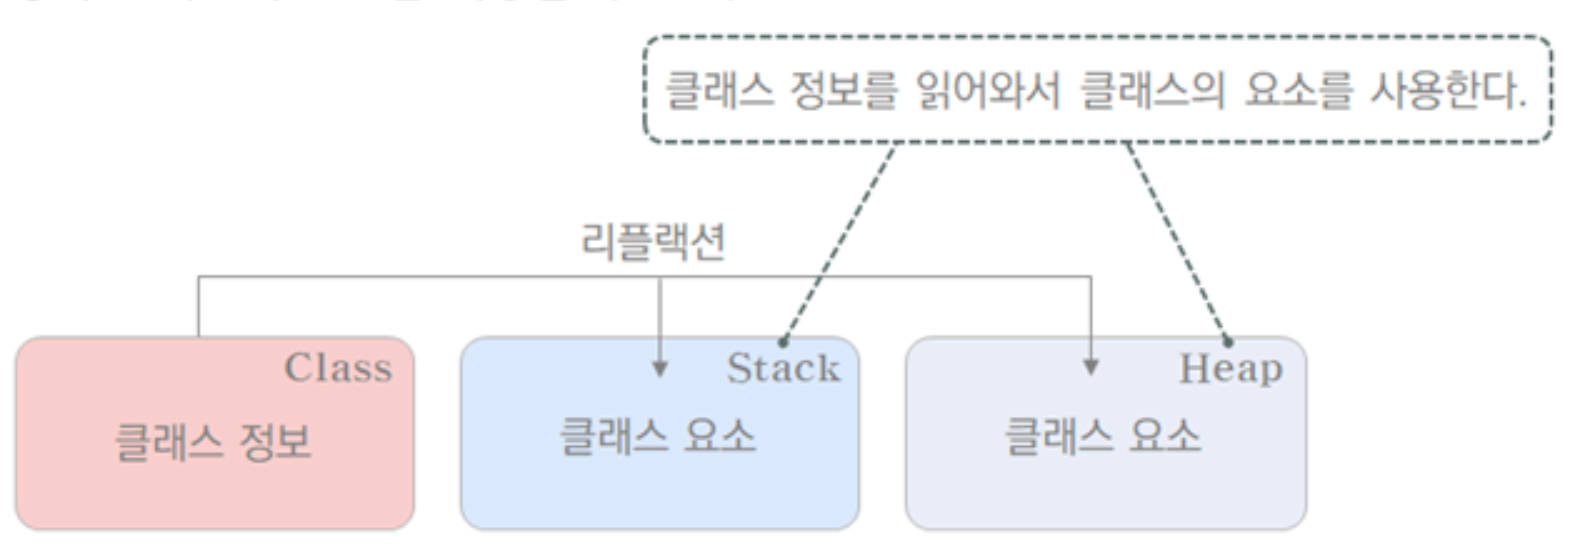 클래스 정보를 읽어와서 클래스의 요소를 사용한다.
리플랙션
Class
클래스 정보
Stack
클래스 요소
Heap
클래스 요소